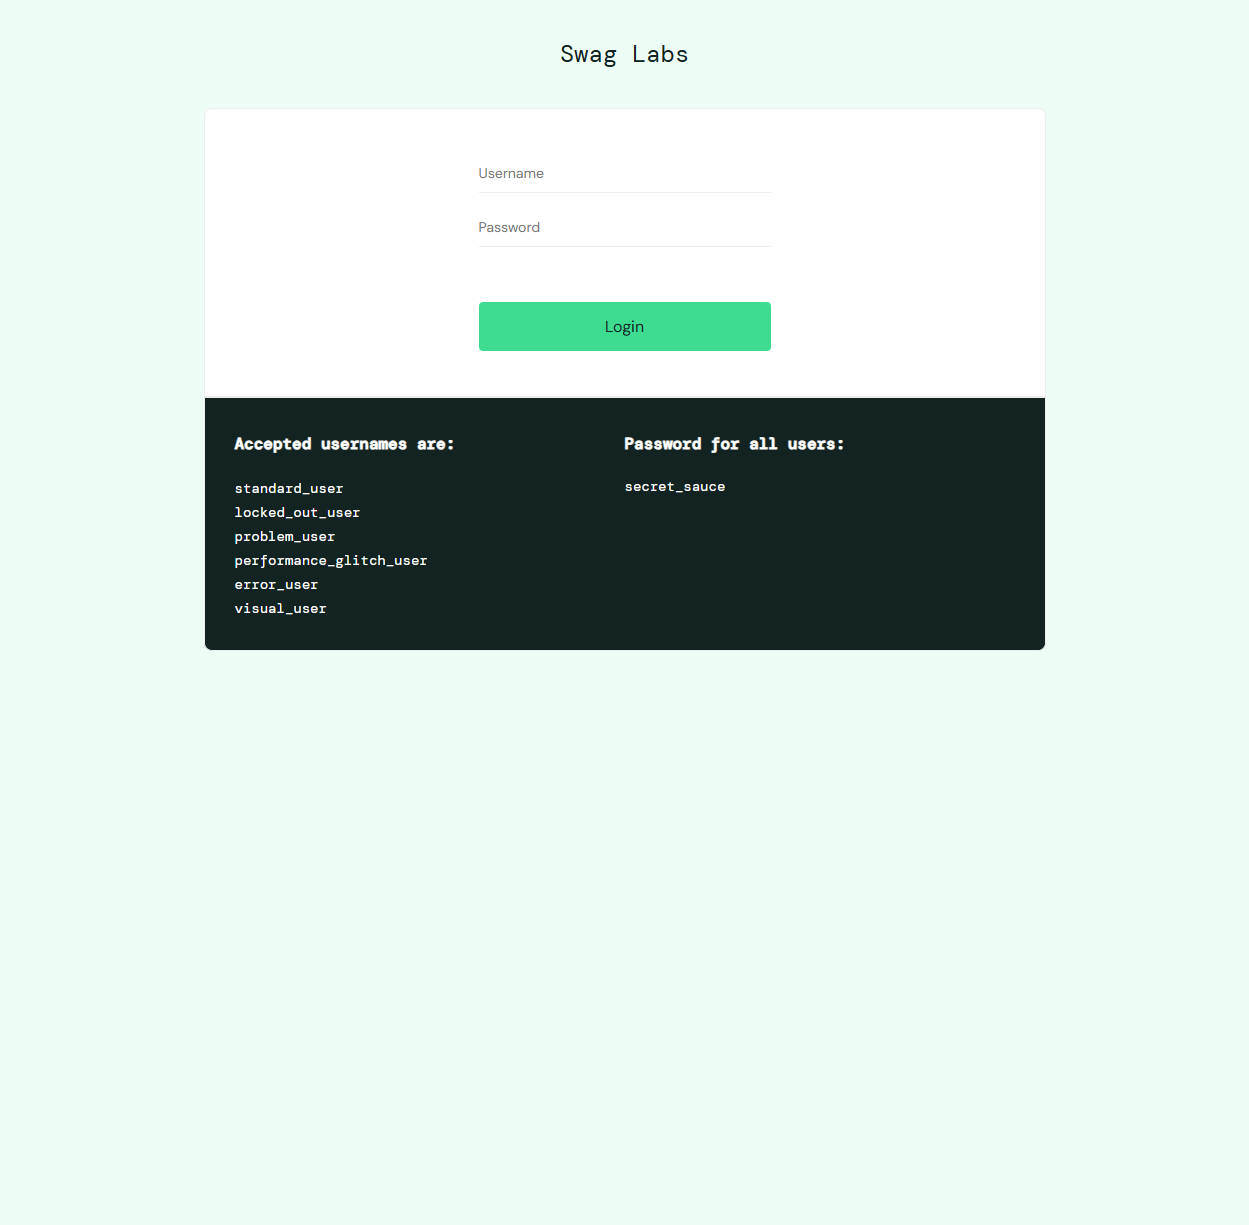 Swag Labs
Username
Password
Login
Accepted usernames are:
standard_user
locked_out_user
problem_user
performance_glitch_user
error_user
visual_user
Password for all users:
secret_sauce